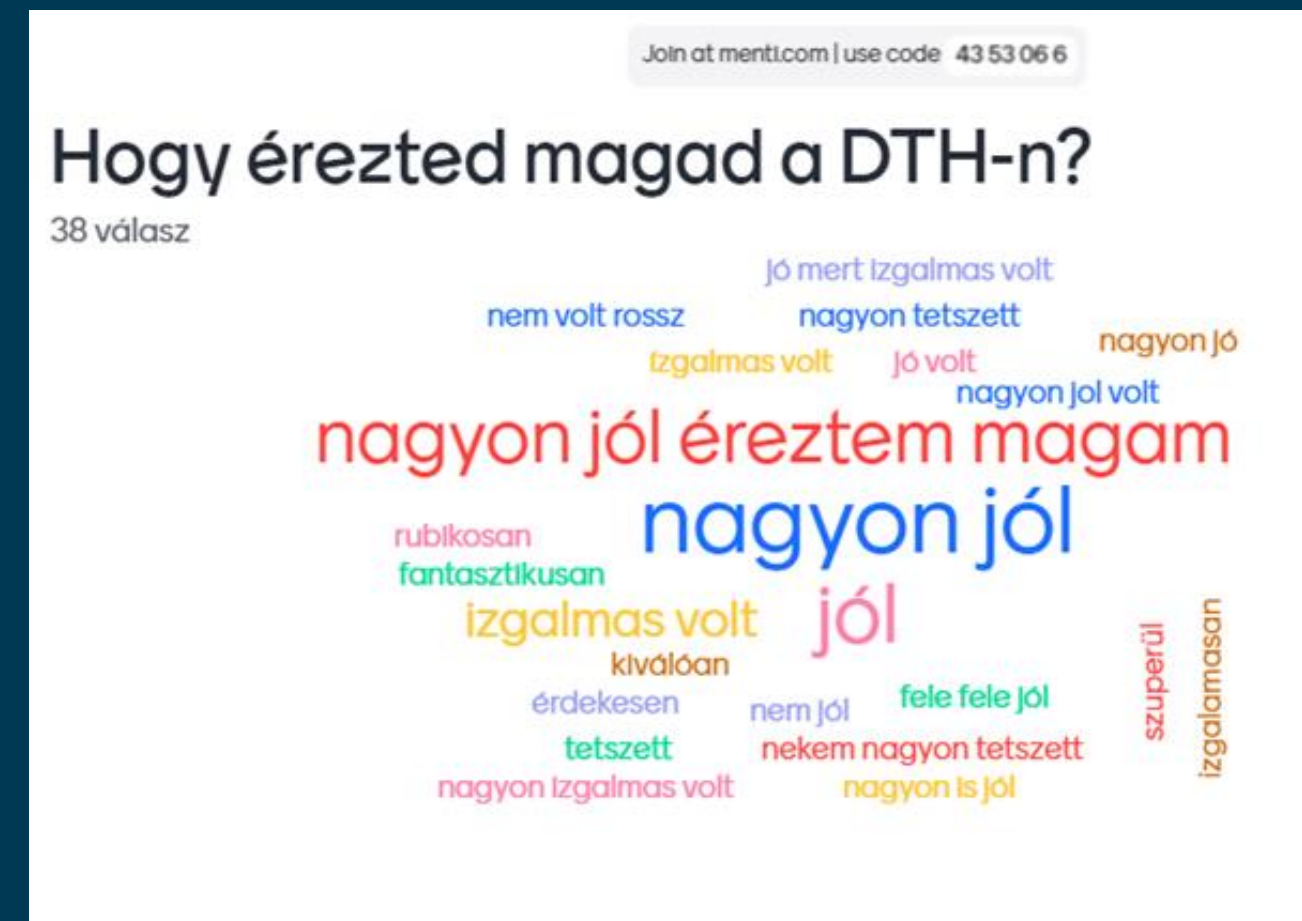 Join at menti.com | use code 43 53 06 6
Hogy érezted magad a DTH-n?
38 válasz
jó mert izgalmas volt
nem volt rossz
nagyon tetszett
nagyon jó
izgalmas volt
jó volt
nagyon jol volt
nagyon jól éreztem magam
nagyon jól
rubikosan
fantasztikusan
izgalmas volt
jól
kiválóan
érdekesen
nem jól
fele fele jól
szuperül
izgalamasan
tetszett
nekem nagyon tetszett
nagyon izgalmas volt
nagyon is jól